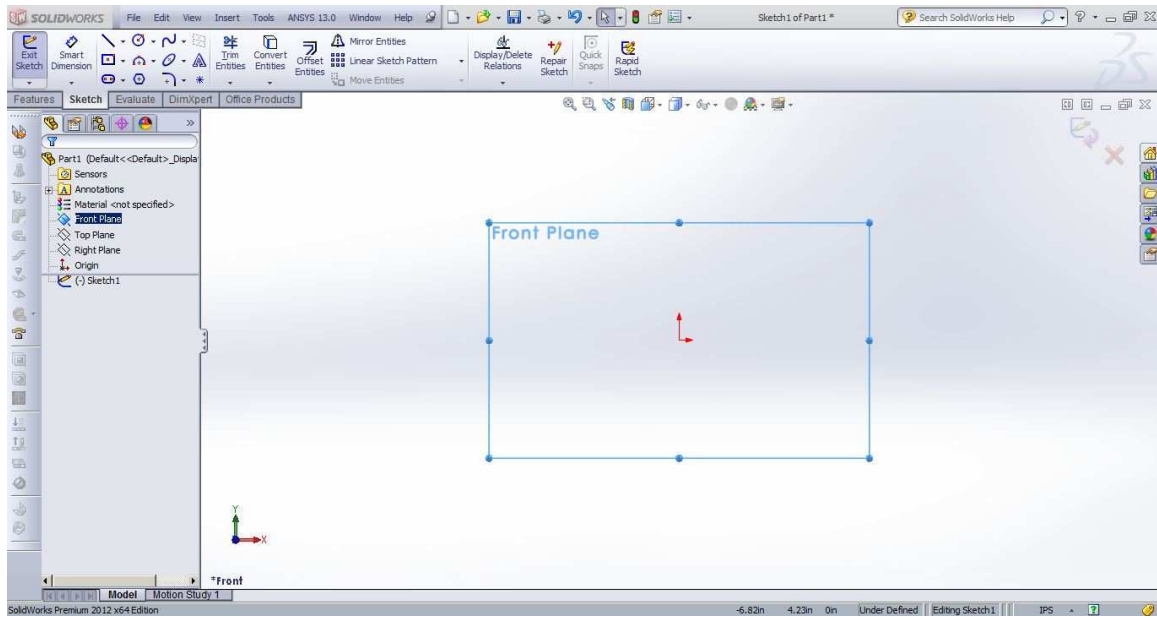 SOLIDWORKS File Edit View Insert Tools ANSYS 13.0 Window Help Sketch1 of Part1 * Search SolidWorks Help
Exit Sketch
Smart Dimension
Trim Entities
Convert Entities
Offset Entities
Mirror Entities
Linear Sketch Pattern
Move Entities
Display/Delete Relations
Repair Sketch
Quick Snaps
Rapid Sketch
Features Sketch Evaluate DimXpert Office Products
Part1 (Default<<Default>_Displa
Sensors
Annotations
Material <not specified>
Front Plane
Top Plane
Right Plane
Origin
(-) Sketch1
Front Plane
Y
X
*Front
Model Motion Study 1
SolidWorks Premium 2012 x64 Edition -6.82in 4.23in 0in Under Defined Editing Sketch1 IPS